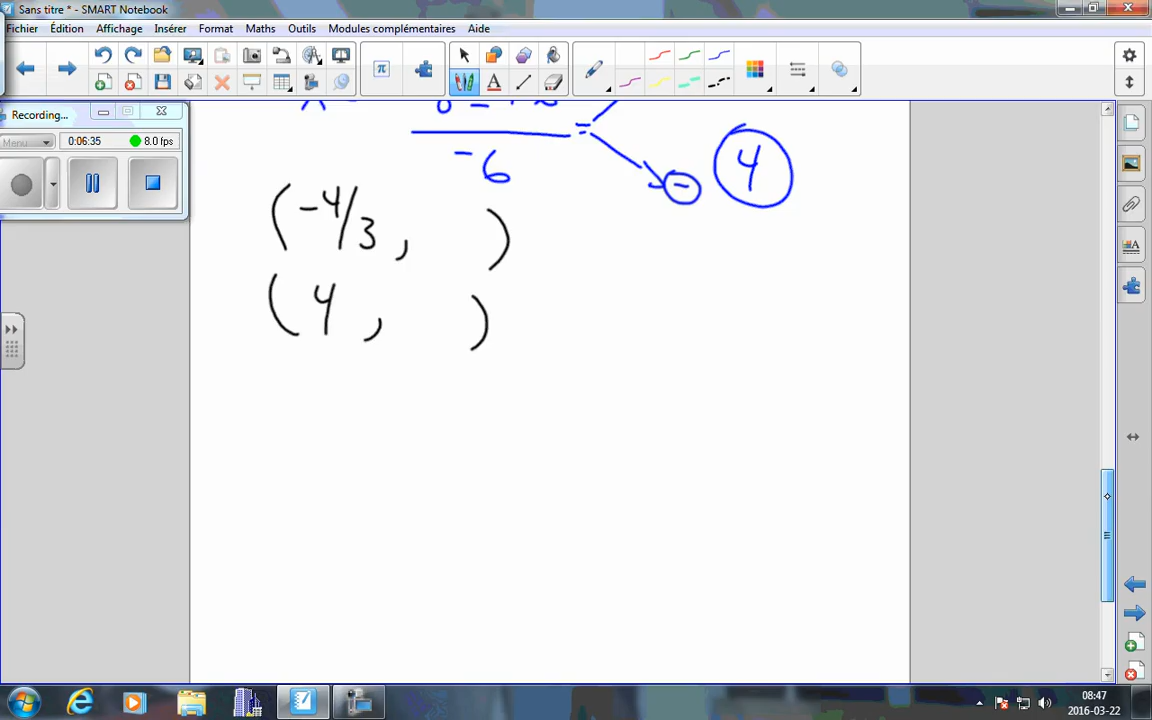 Sans titre * - SMART Notebook
Fichier Édition Affichage Insérer Format Maths Outils Modules complémentaires Aide
Recording...
Menu
0:06:35 8.0 fps
=
-6
- 4
(-4/3, )
(4, )
08:47
2016-03-22